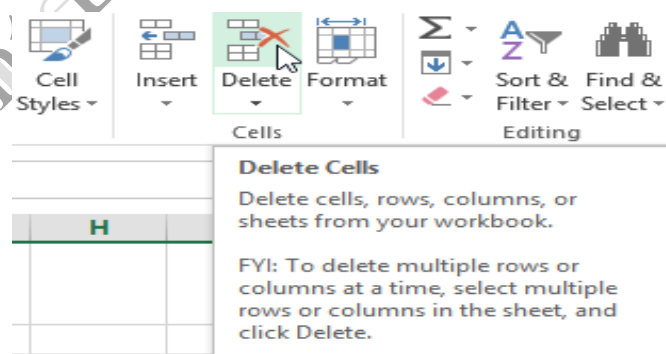 Cell Styles
Insert
Delete
Format
Σ
A Z
Sort & Filter
Find & Select
Cells
Editing
Delete Cells
Delete cells, rows, columns, or
sheets from your workbook.
H
FYI: To delete multiple rows or
columns at a time, select multiple
rows or columns in the sheet, and
click Delete.